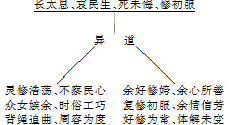 长太息、哀民生、死未悔、修初服
异 道
灵修浩荡、不察民心 余好修姱、余心所善
众女嫉余、时俗工巧 复修初服、余情信芳
背绳追曲、周容为度 好修为常、体解未变